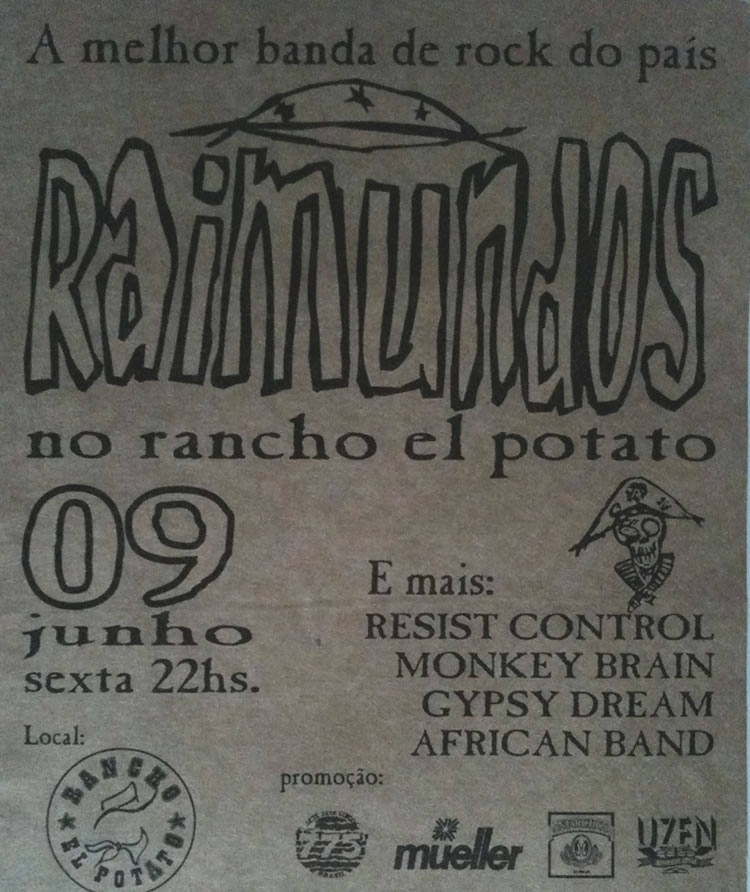 A melhor banda de rock do país
Raimundos
no rancho el potato
09
junho
sexta 22hs.
E mais:
RESIST CONTROL
MONKEY BRAIN
GYPSY DREAM
AFRICAN BAND
Local:
RANCHO
EL POTATO
promoção:
mueller